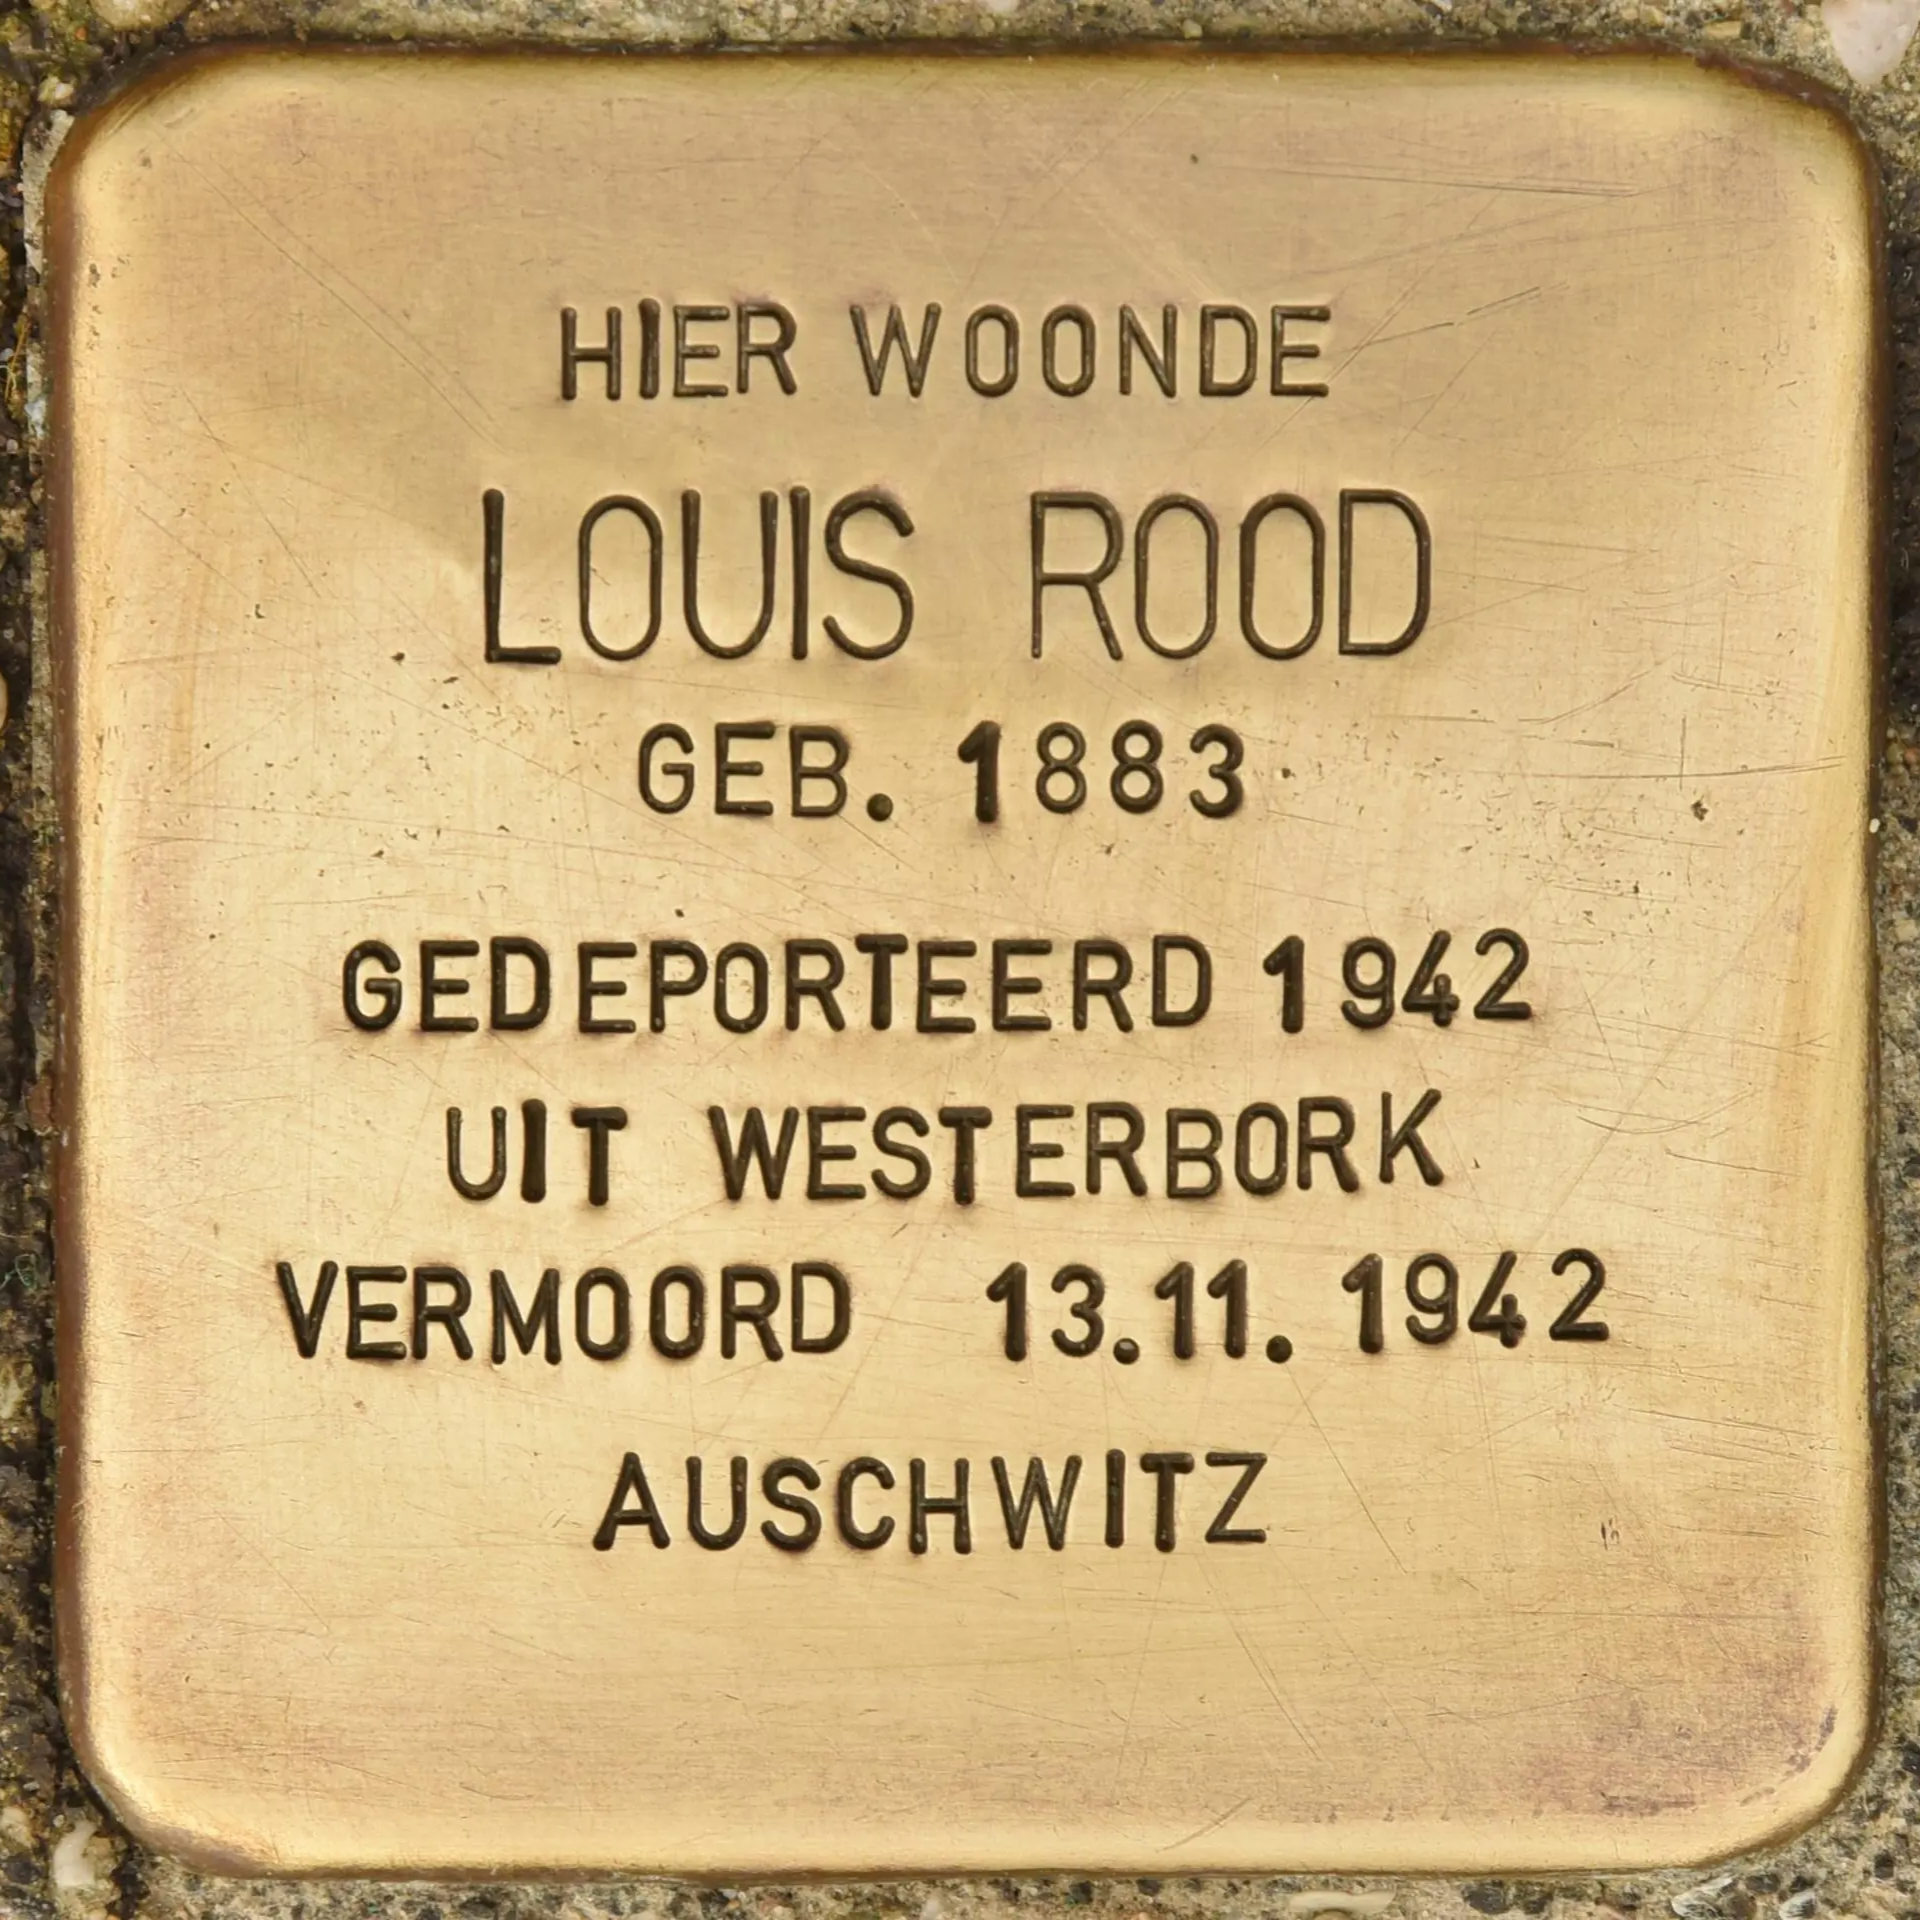 HIER WOONDE
LOUIS ROOD
GEB. 1883
GEDEPORTEERD 1942
UIT WESTERBORK
VERMOORD 13.11.1942
AUSCHWITZ